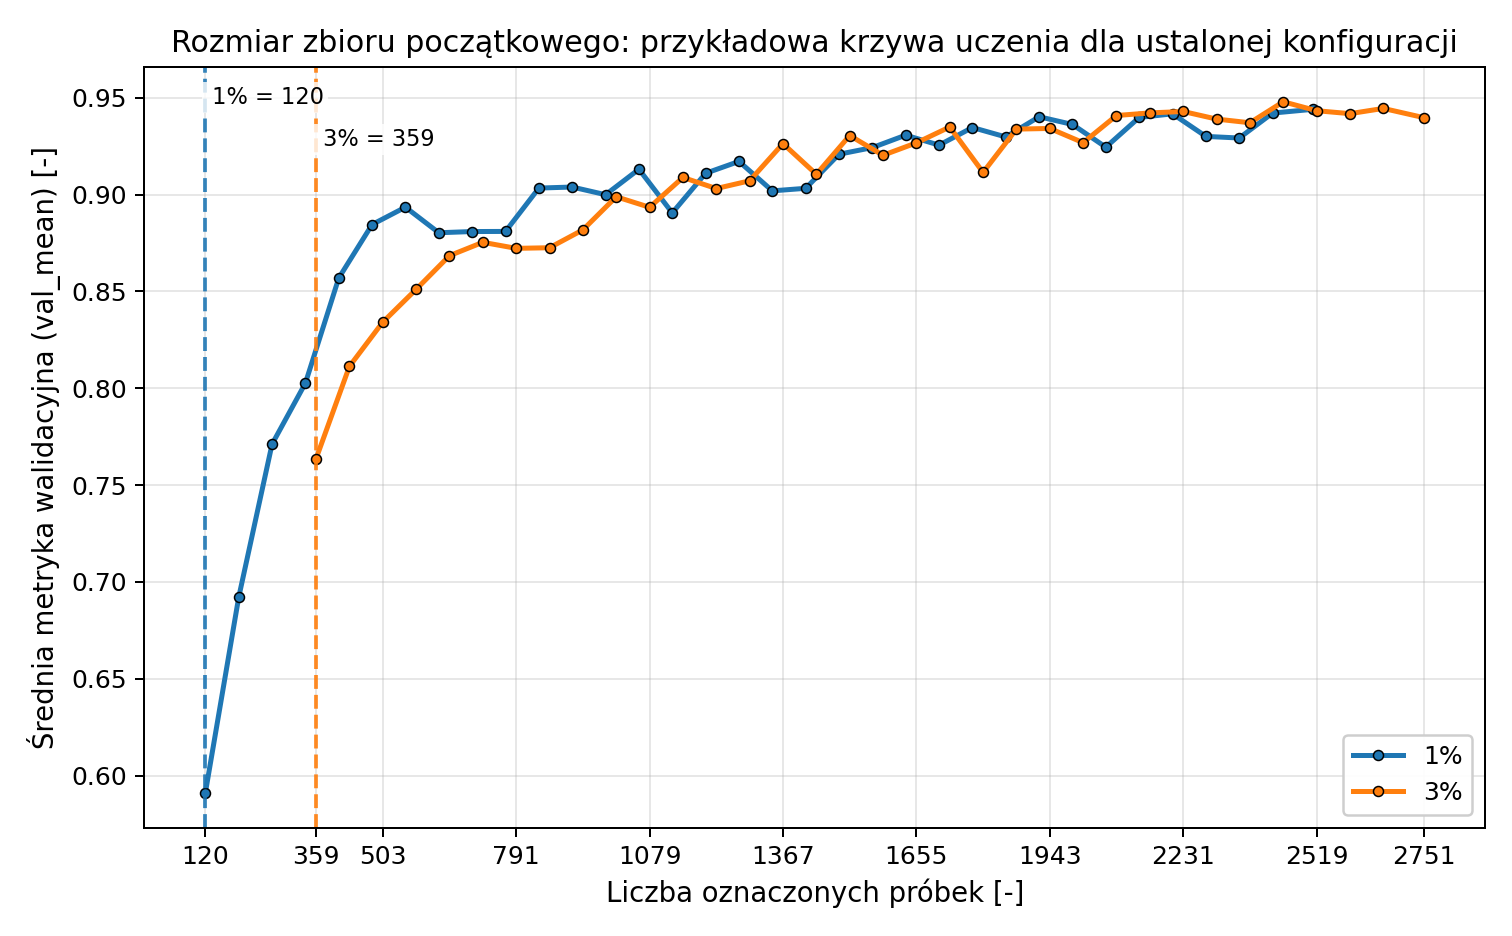 Rozmiar zbioru początkowego: przykładowa krzywa uczenia dla ustalonej konfiguracji
Średnia metryka walidacyjna (val_mean) [-]
0.95
0.90
0.85
0.80
0.75
0.70
0.65
0.60
1% = 120
3% = 359
1%
3%
120 359 503 791 1079 1367 1655 1943 2231 2519 2751
Liczba oznaczonych próbek [-]